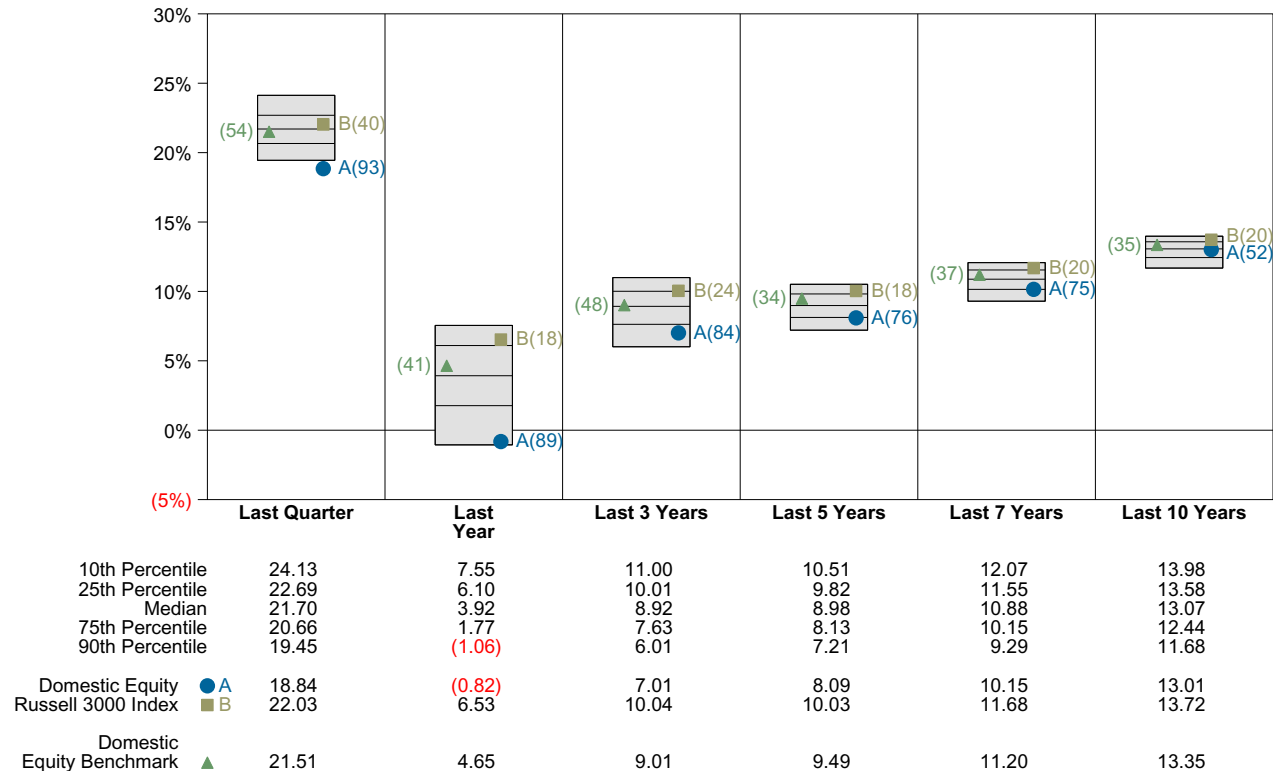 30%
25%
20%
15%
10%
5%
0%
(5%)
(54) B(40)
A(93)
(41) B(18)
A(89)
(48) B(24)
A(84)
(34) B(18)
A(76)
(37) B(20)
A(75)
(35) B(20)
A(52)
Last Quarter Last Year Last 3 Years Last 5 Years Last 7 Years Last 10 Years
10th Percentile 24.13 7.55 11.00 10.51 12.07 13.98
25th Percentile 22.69 6.10 10.01 9.82 11.55 13.58
Median 21.70 3.92 8.92 8.98 10.88 13.07
75th Percentile 20.66 1.77 7.63 8.13 10.15 12.44
90th Percentile 19.45 (1.06) 6.01 7.21 9.29 11.68
Domestic Equity A 18.84 (0.82) 7.01 8.09 10.15 13.01
Russell 3000 Index B 22.03 6.53 10.04 10.03 11.68 13.72
Domestic
Equity Benchmark 21.51 4.65 9.01 9.49 11.20 13.35